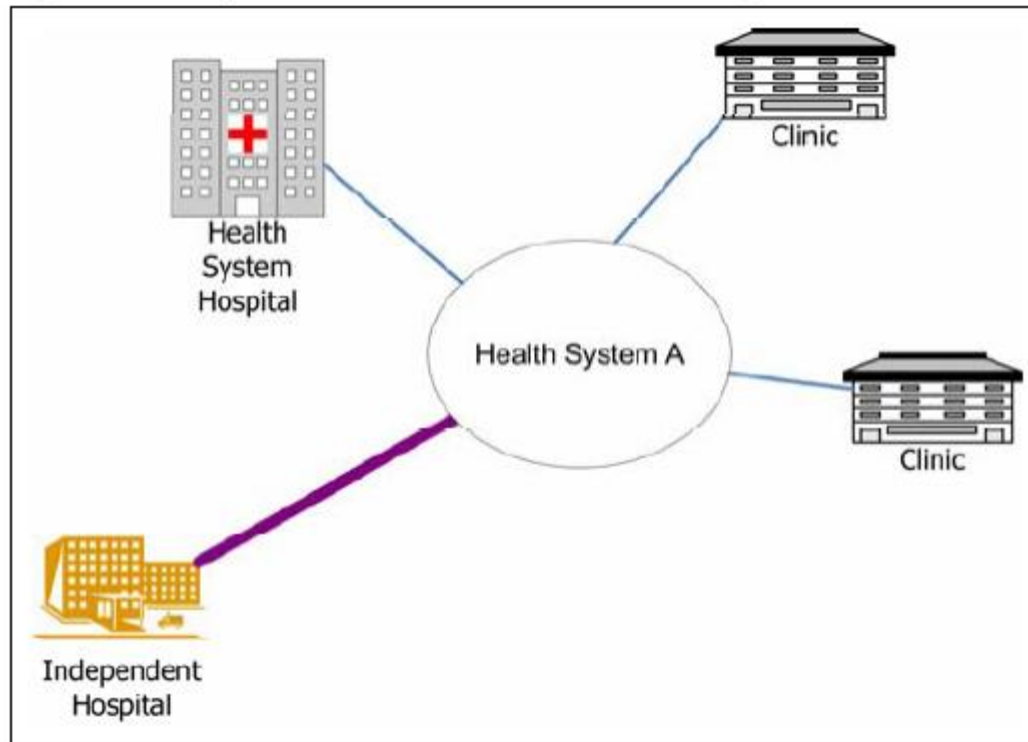 Clinic
Health
System
Hospital
Health System A
Clinic
Independent
Hospital